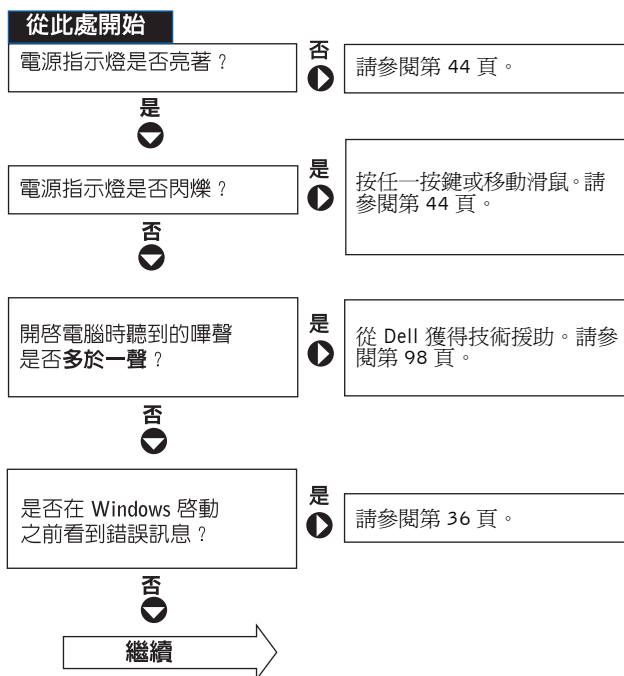 從此處開始
電源指示燈是否亮著？
否
請參閱第 44 頁。
是
電源指示燈是否閃爍？
是
按任一按鍵或移動滑鼠。請
參閱第 44 頁。
否
開啓電腦時聽到的嗶聲
是否多於一聲？
是
從 Dell 獲得技術援助。請參
閱第 98 頁。
否
是否在 Windows 啓動
之前看到錯誤訊息？
是
請參閱第 36 頁。
否
繼續